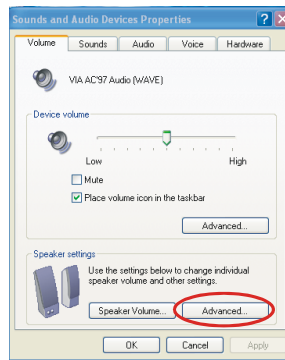 Sounds and Audio Devices Properties
Volume Sounds Audio Voice Hardware
VIA AC'97 Audio (WAVE)
Device volume
Low High
Mute
Place volume icon in the taskbar
Advanced...
Speaker settings
Use the settings below to change individual
speaker volume and other settings.
Speaker Volume... Advanced...
OK Cancel Apply